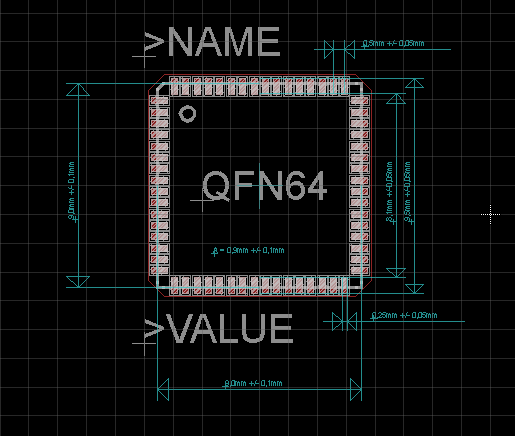 >NAME
0,5mm +/- 0,05mm
9,0mm +/- 0,1mm
QFN64
A = 0,9mm +/- 0,1mm
>VALUE
0,25mm +/- 0,05mm
9,0mm +/- 0,1mm